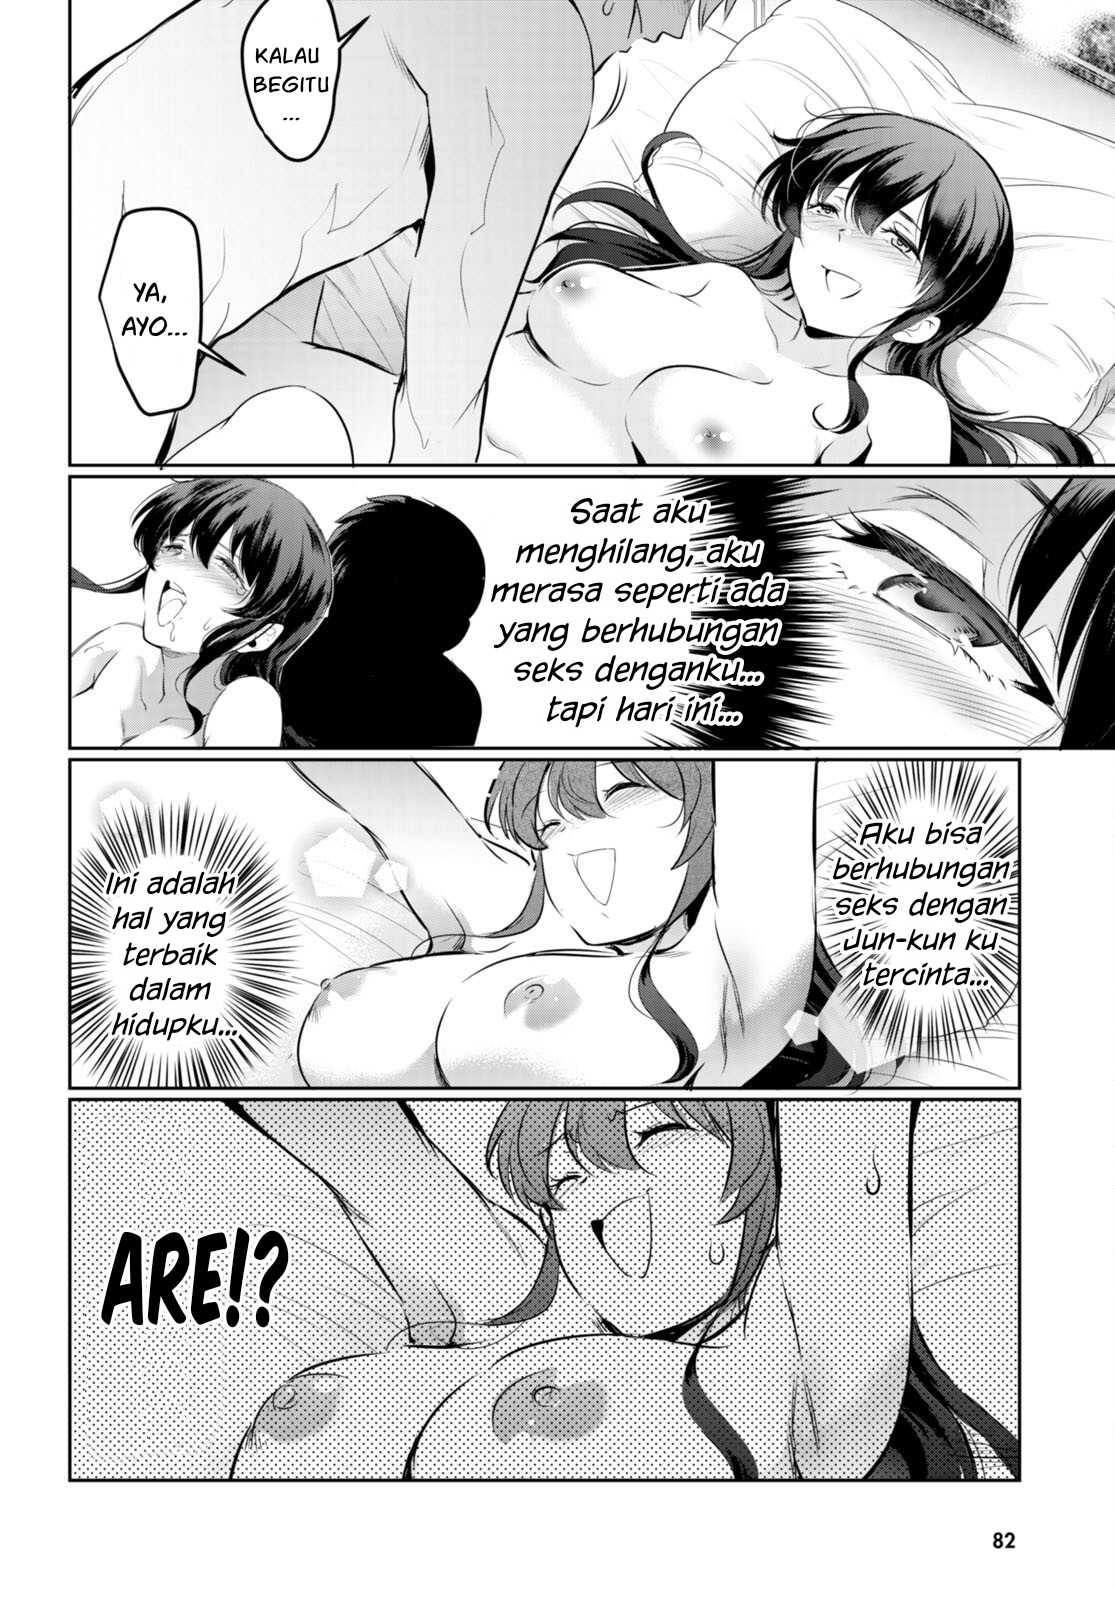 KALAU
BEGITU
...
YA,
AYO...
Saat aku
menghilang, aku
merasa seperti ada
yang berhubungan
seks denganku...
tapi hari ini...
Aku bisa
berhubungan
seks dengan
Jun-kun ku
tercinta...
Ini adalah
hal yang
terbaik
dalam
hidupku...
ARE!?
82